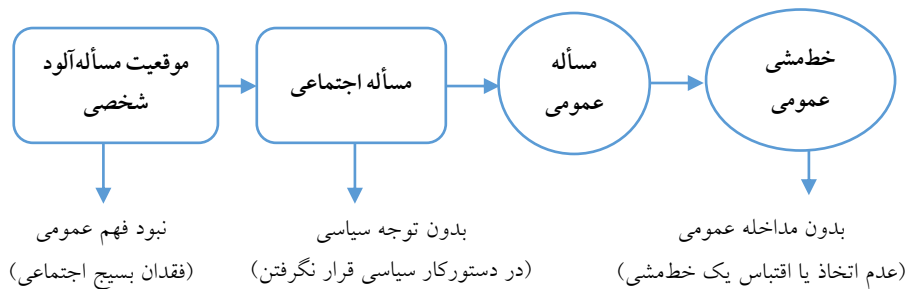 موقعیت مسأله‌آلود
شخصی
مسأله اجتماعی
مسأله
عمومی
خط‌مشی
عمومی
نبود فهم عمومی
(فقدان بسیج اجتماعی)
بدون توجه سیاسی
(در دستورکار سیاسی قرار نگرفتن)
بدون مداخله عمومی
(عدم اتخاذ یا اقتباس یک خط‌مشی)